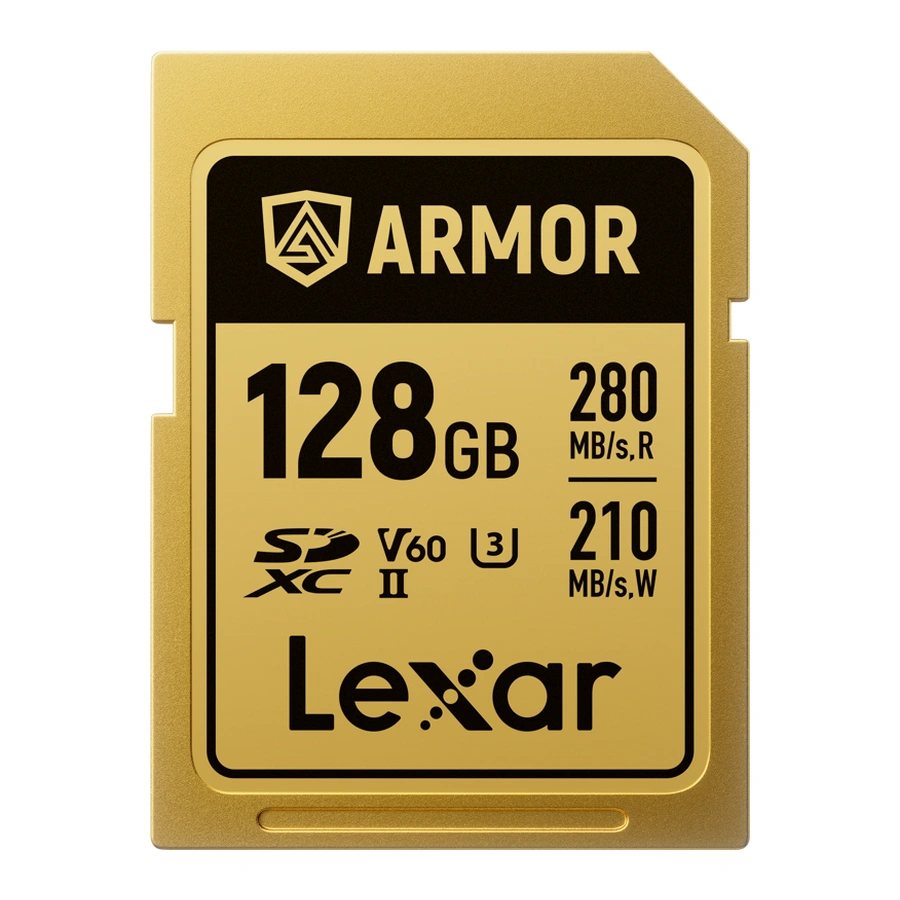 ARMOR
128GB
280
MB/s,R
210
MB/s,W
SD XC
V60
II
3
Lexar